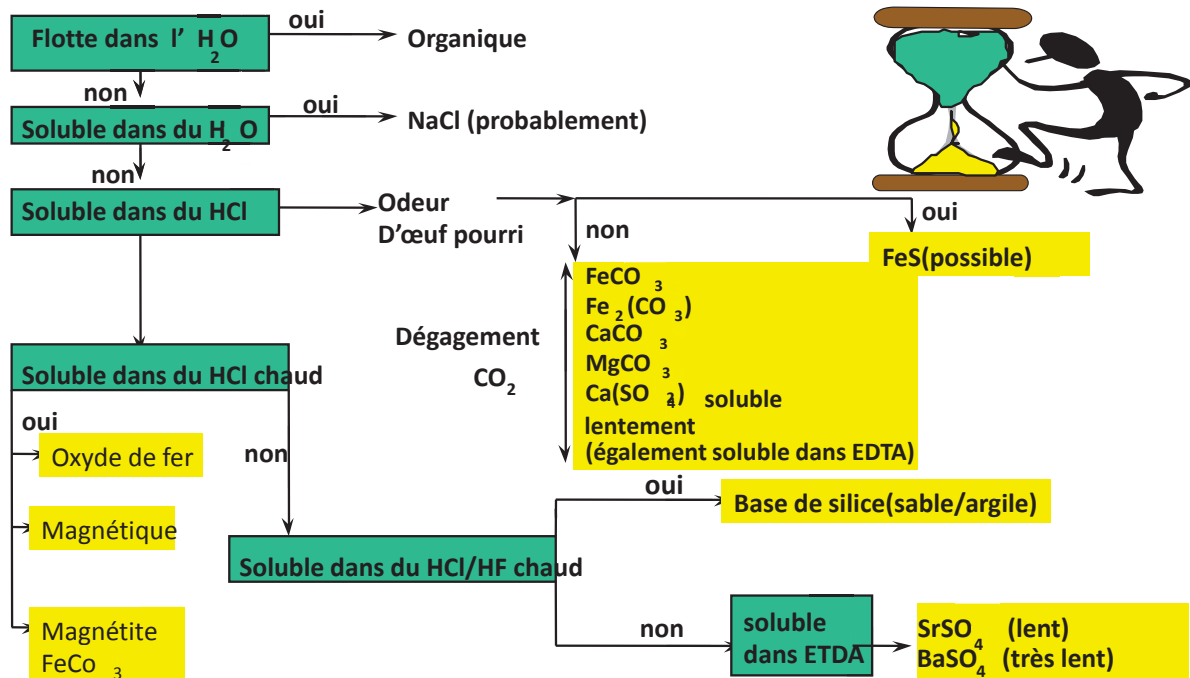 Flotte dans l' H2O
oui
Organique
non
Soluble dans du H2O
oui
NaCl (probablement)
non
Soluble dans du HCl
Odeur
D'œuf pourri
non
oui
FeS(possible)
FeCO3
Fe2(CO3)
CaCO3
MgCO3
Ca(SO4) 2 soluble
lentement
(également soluble dans EDTA)
Dégagement
CO2
Soluble dans du HCl chaud
oui
Oxyde de fer
non
Magnétique
Magnétite
FeCo3
Soluble dans du HCl/HF chaud
oui
Base de silice(sable/argile)
non
soluble
dans ETDA
SrSO4 (lent)
BaSO4 (très lent)